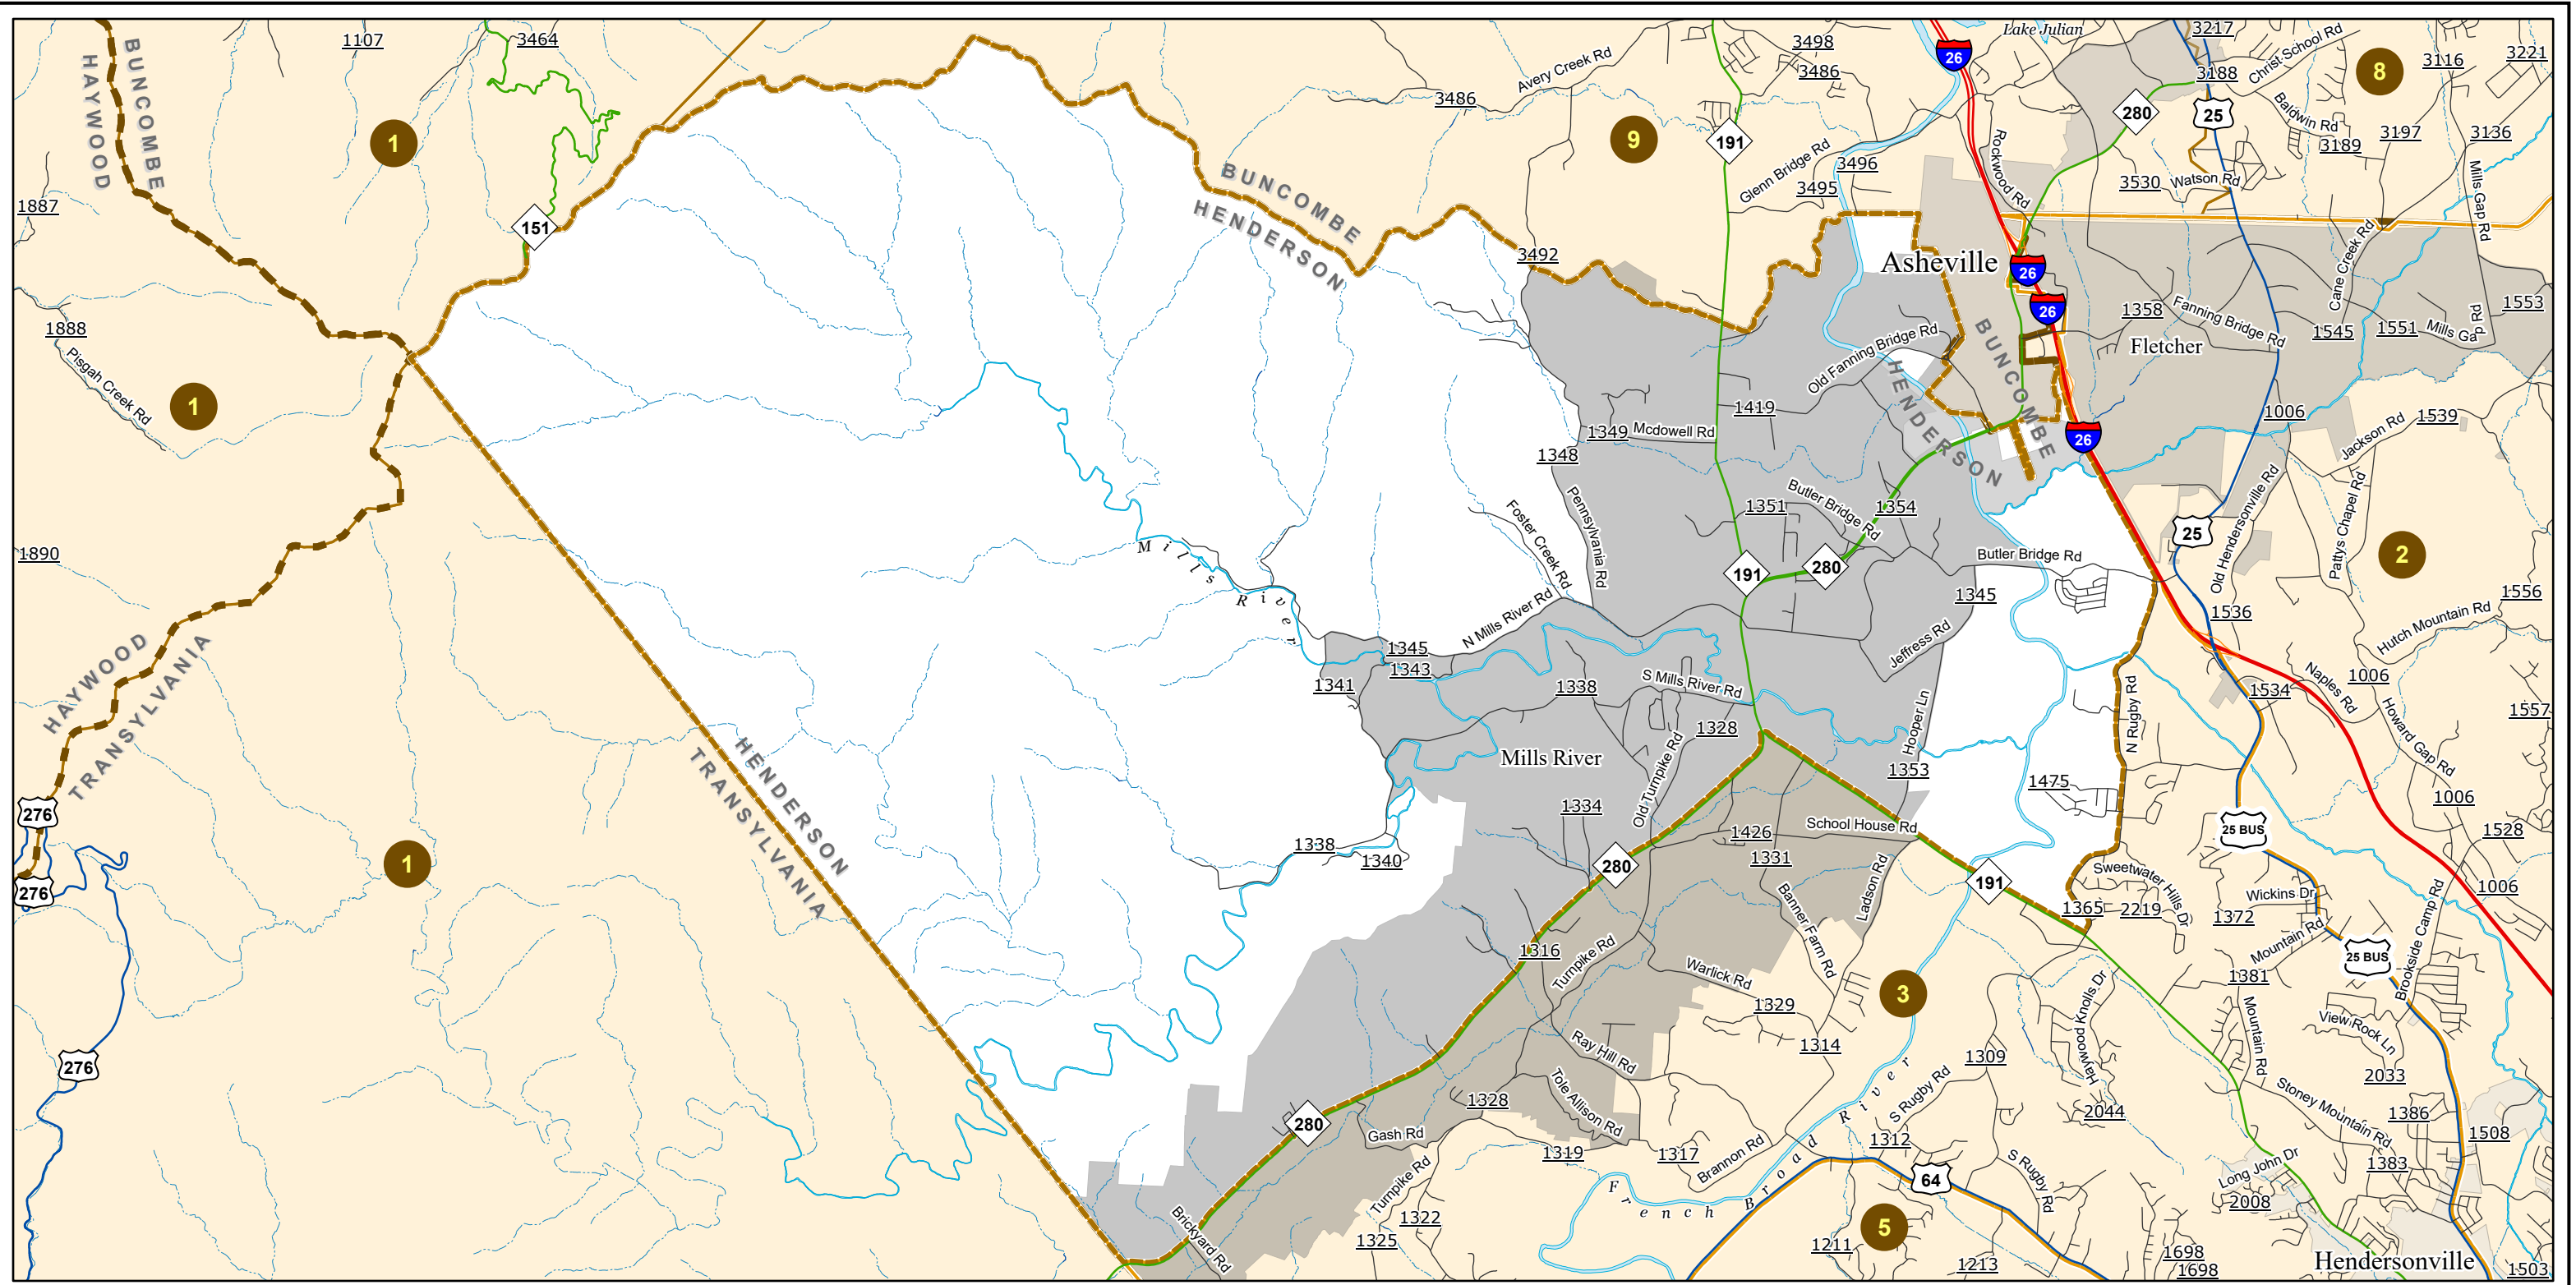 BUNCOMBE
HAYWOOD
1107
3464
1
1887
151
1888
Pisgah Creek Rd
1
1890
HAYWOOD
TRANSYLVANIA
276
276
1
276
HENDERSON
TRANSYLVANIA
BUNCOMBE
HENDERSON
Mills River
3486
Avery Creek Rd
9
191
3498
3486
Glenn Bridge Rd
3495
3496
3492
26
Lake Julian
3217
Christ School Rd
8
3116
3221
3188
280
25
Baldwin Rd
3189
3197
3136
Rockwood Rd
3530
Watson Rd
Mills Gap Rd
Asheville
26
26
Cane Creek Rd
1358
Fanning Bridge Rd
Fletcher
1545
1551
Mills Ga
p Rd
1553
Old Fanning Bridge Rd
HENDERSON
BUNCOMBE
26
1419
1349
Mcdowell Rd
1348
1006
Jackson Rd
1539
Foster Creek Rd
Pennsylvania Rd
1351
Butler Bridge Rd
1354
191
280
Butler Bridge Rd
25
Old Hendersonville Rd
Pattys Chapel Rd
2
1345
1536
1556
Hutch Mountain Rd
N Mills River Rd
1345
1343
1341
1338
S Mills River Rd
1328
Jeffress Rd
Hooper Ln
1353
N Rugby Rd
1534
Naples Rd
1006
Howard Gap Rd
1557
Mills River
Old Turnpike Rd
1334
1475
1006
1528
1338
1340
280
1426
School House Rd
1331
25 BUS
191
Banner Farm Rd
Ladson Rd
Sweetwater Hills Dr
1365
2219
Wickins Dr
1372
1006
1316
Turnpike Rd
Warlick Rd
1329
3
Mountain Rd
25 BUS
1381
Brookside Camp Rd
Haywood Knolls Dr
Mountain Rd
View Rock Ln
1314
1309
2033
Ray Hill Rd
Tole Allison Rd
S Rugby Rd
2044
Stoney Mountain Rd
1386
1508
280
1328
Gash Rd
1319
1317
Brannon Rd
1312
1383
French Broad River
64
S Rugby Rd
Long John Dr
2008
Brickyard Rd
Turnpike Rd
1322
1325
5
1211
1213
1698
1698
Hendersonville
1503